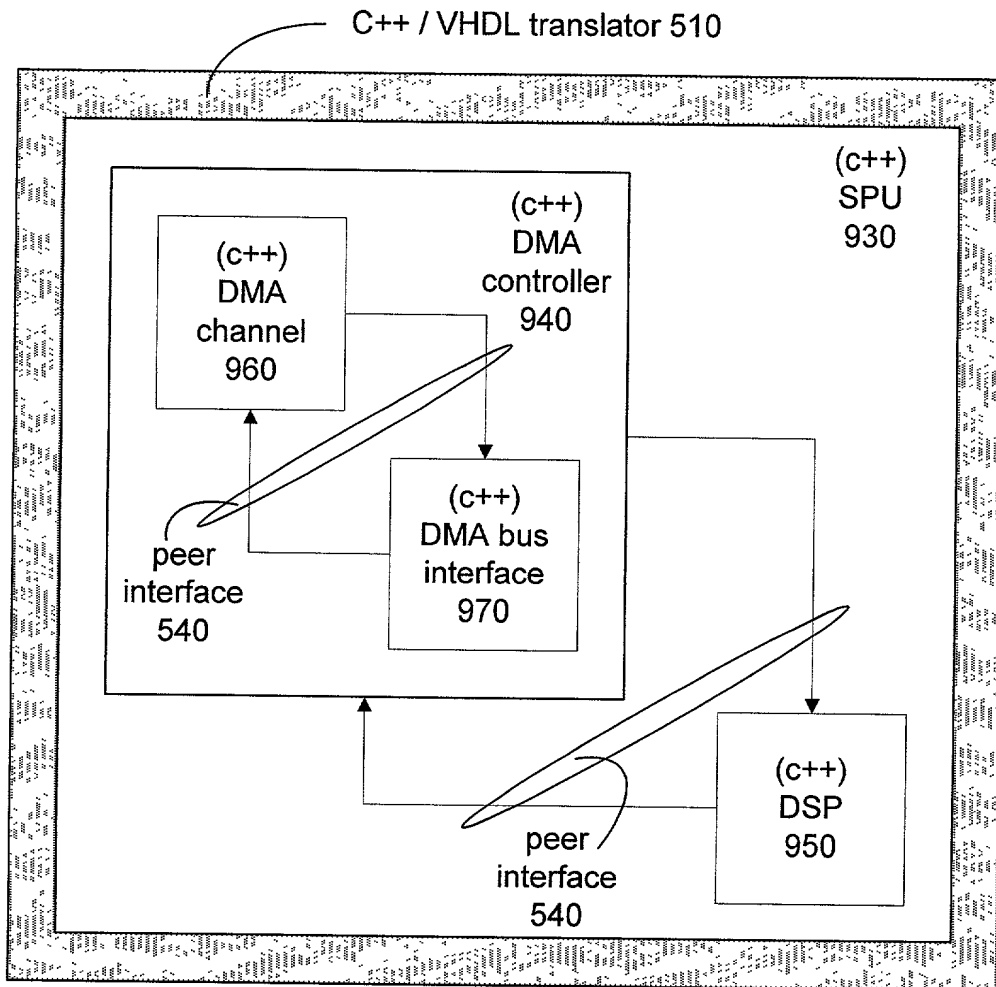 C++ / VHDL translator 510
(c++)
SPU
930
(c++)
DMA
controller
940
(c++)
DMA
channel
960
(c++)
DMA bus
interface
970
peer
interface
540
(c++)
DSP
950
peer
interface
540